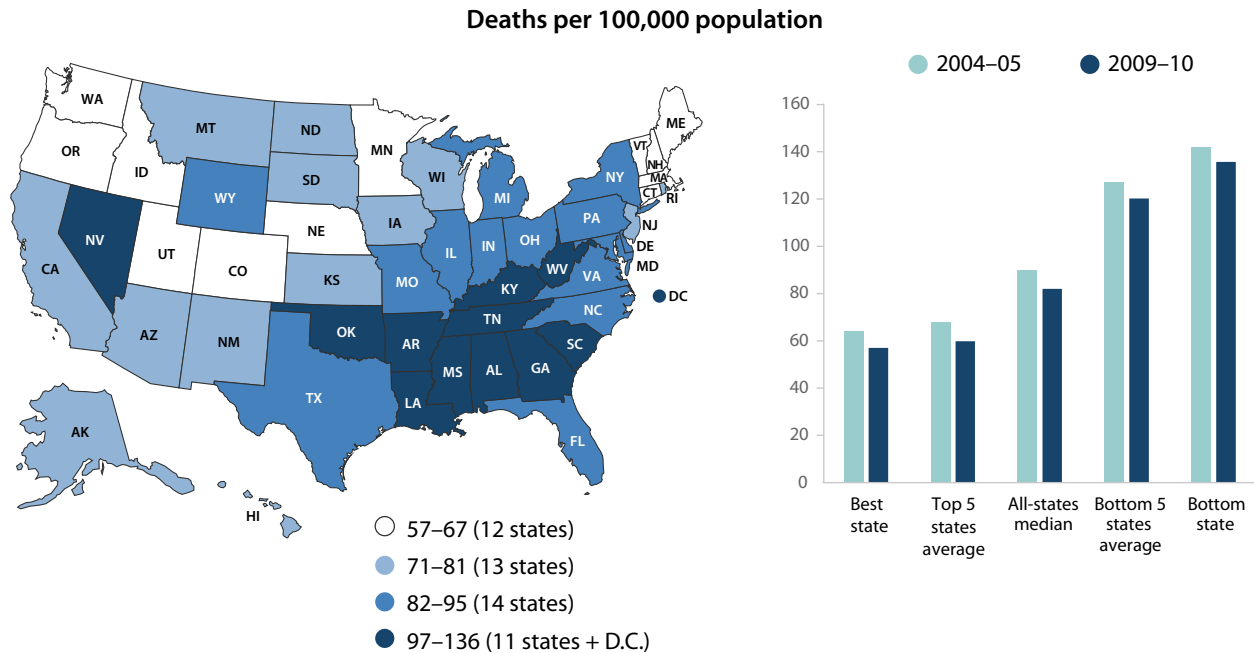 Deaths per 100,000 population
2004–05
2009–10
WA
OR
ID
MT
ND
SD
MN
WI
WY
NV
CA
UT
CO
NE
IA
KS
AZ
NM
OK
TX
MO
AR
LA
IL
IN
MI
OH
KY
TN
MS
AL
GA
SC
NC
VA
WV
PA
NY
VT
NH
ME
MA
CT
RI
NJ
DE
MD
DC
FL
AK
HI
57–67 (12 states)
71–81 (13 states)
82–95 (14 states)
97–136 (11 states + D.C.)
160
140
120
100
80
60
40
20
0
Best
state
Top 5
states
average
All-states
median
Bottom 5
states
average
Bottom
state